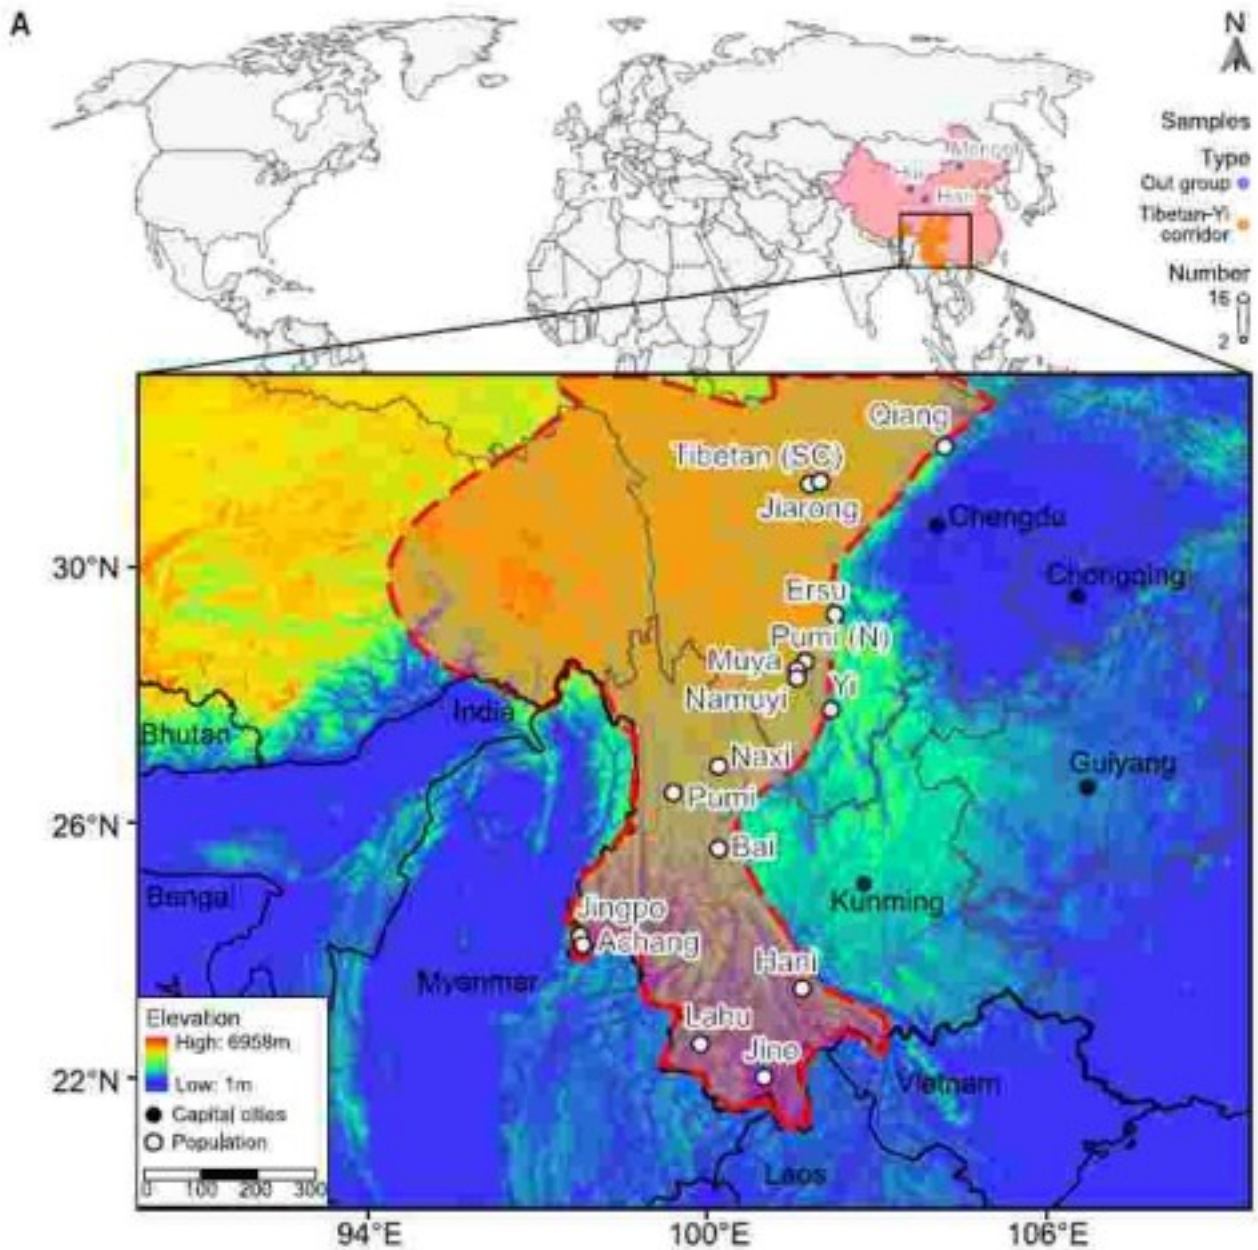 A
N
Samples
Type
Out group
Tibetan-Yi
corridor
Number
16
2
Mongol
Han
Qiang
Tibetan (SC)
Jiarong
Chengdu
30°N
Chongqing
Ersu
Pumi (N)
Muya
Namuyi
Yi
India
Bhutan
Naxi
Guiyang
Pumi
26°N
Bai
Bengal
Kunming
Jingpo
Achang
Hani
Myanmar
Lahu
Jino
Elevation
High: 6958m
Low: 1m
22°N
Vietnam
Capital cities
Population
0 100 200 300
Laos
94°E 100°E 106°E